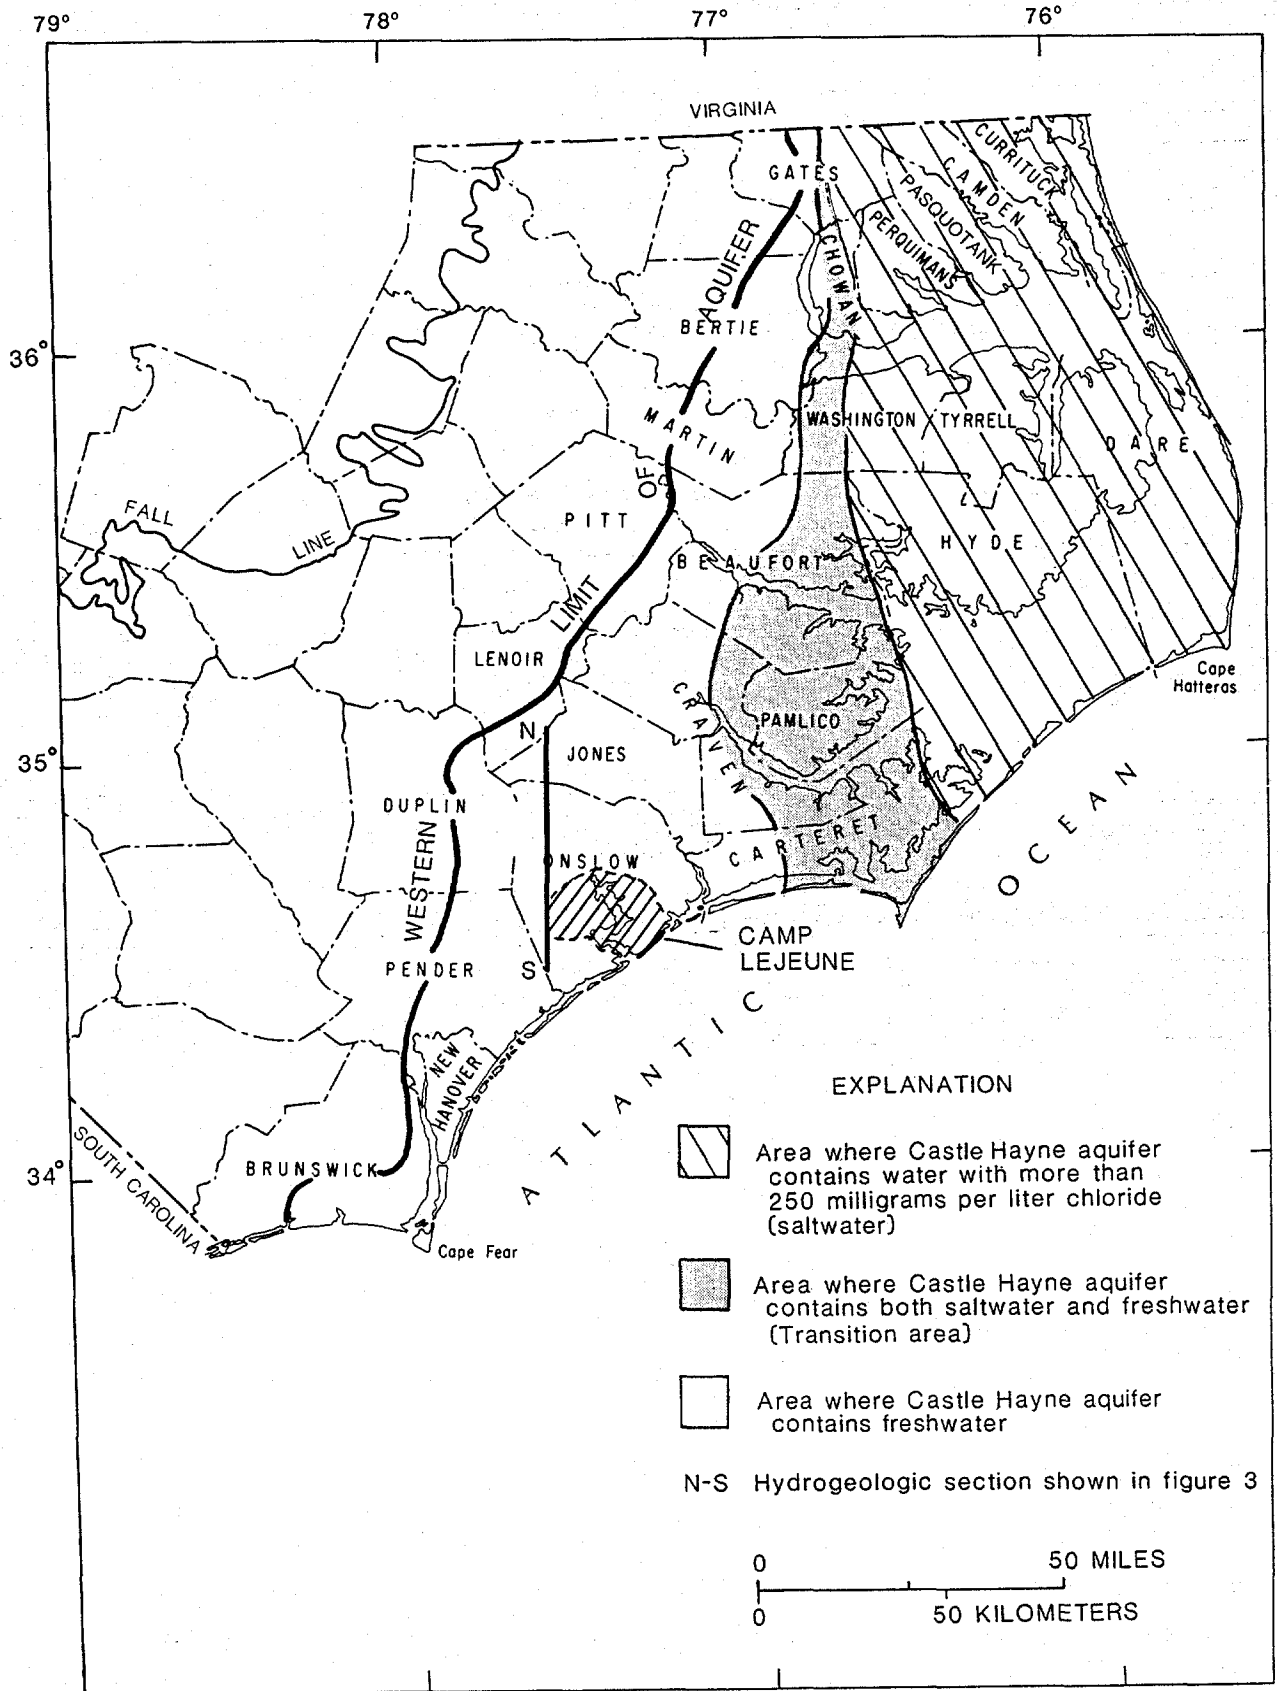 79° 78° 77° 76°
VIRGINIA
GATES
CURRITUCK
CAMDEN
PASQUOTANK
PERQUIMANS
CHOWAN
AQUIFER
BERTIE
36°
MARTIN
WASHINGTON
TYRRELL
DARE
OF
FALL
LINE
PITT
HYDE
BEAUFORT
LIMIT
LENOIR
Cape
Hatteras
CRAVEN
PAMLICO
N
JONES
35°
DUPLIN
WESTERN
CARTERET
ONSLOW
CAMP
LEJEUNE
PENDER
S
ATLANTIC OCEAN
NEW
HANOVER
34°
BRUNSWICK
SOUTH CAROLINA
Cape Fear
EXPLANATION
Area where Castle Hayne aquifer
contains water with more than
250 milligrams per liter chloride
(saltwater)
Area where Castle Hayne aquifer
contains both saltwater and freshwater
(Transition area)
Area where Castle Hayne aquifer
contains freshwater
N-S Hydrogeologic section shown in figure 3
0 50 MILES
0 50 KILOMETERS